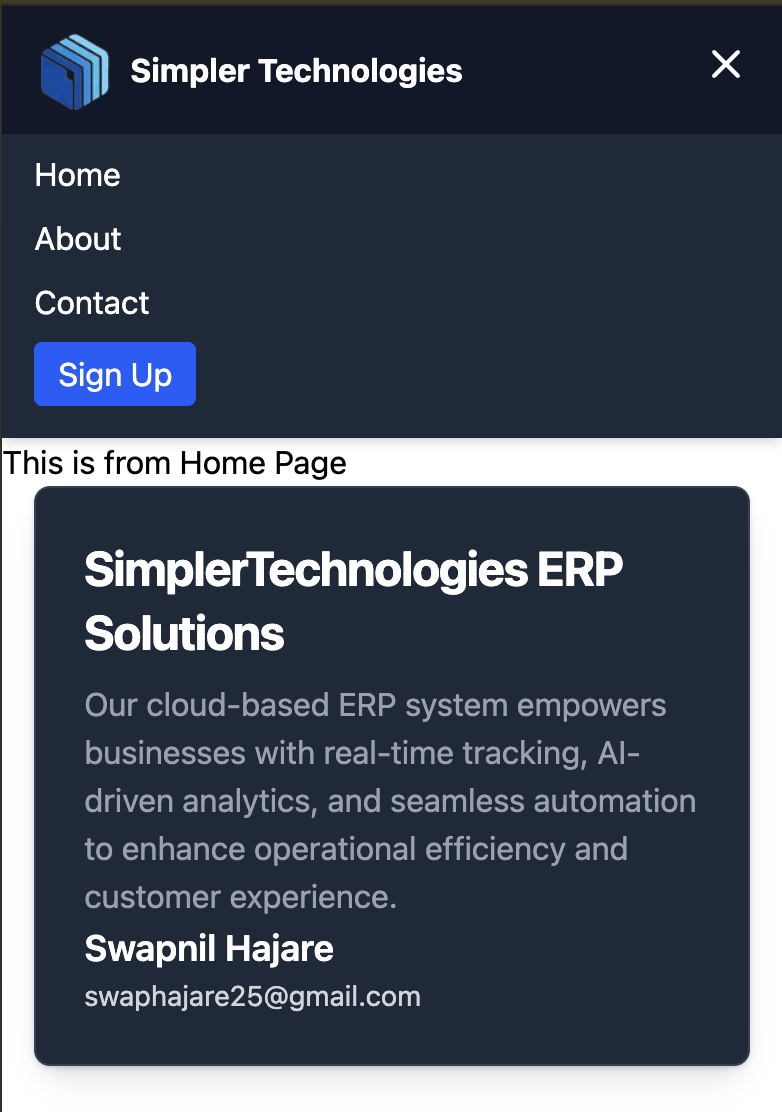 Simpler Technologies
Home
About
Contact
Sign Up
This is from Home Page
SimplerTechnologies ERP
Solutions
Our cloud-based ERP system empowers
businesses with real-time tracking, AI-
driven analytics, and seamless automation
to enhance operational efficiency and
customer experience.
Swapnil Hajare
swaphajare25@gmail.com